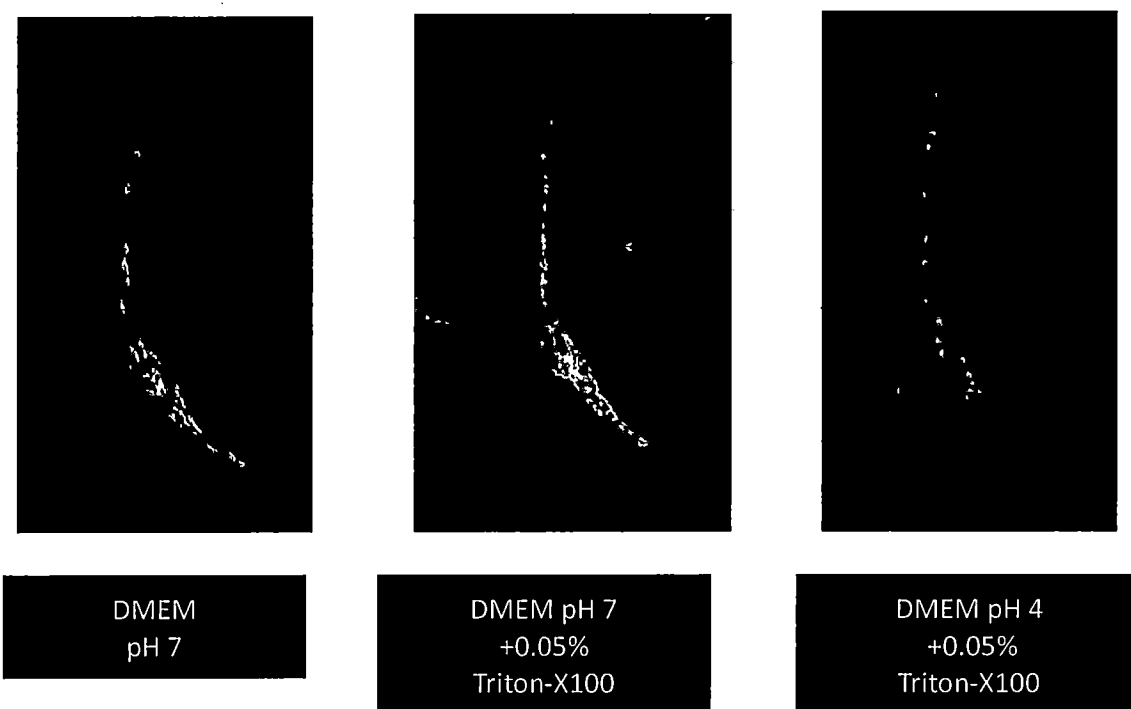 DMEM
pH 7
DMEM pH 7
+0.05%
Triton-X100
DMEM pH 4
+0.05%
Triton-X100